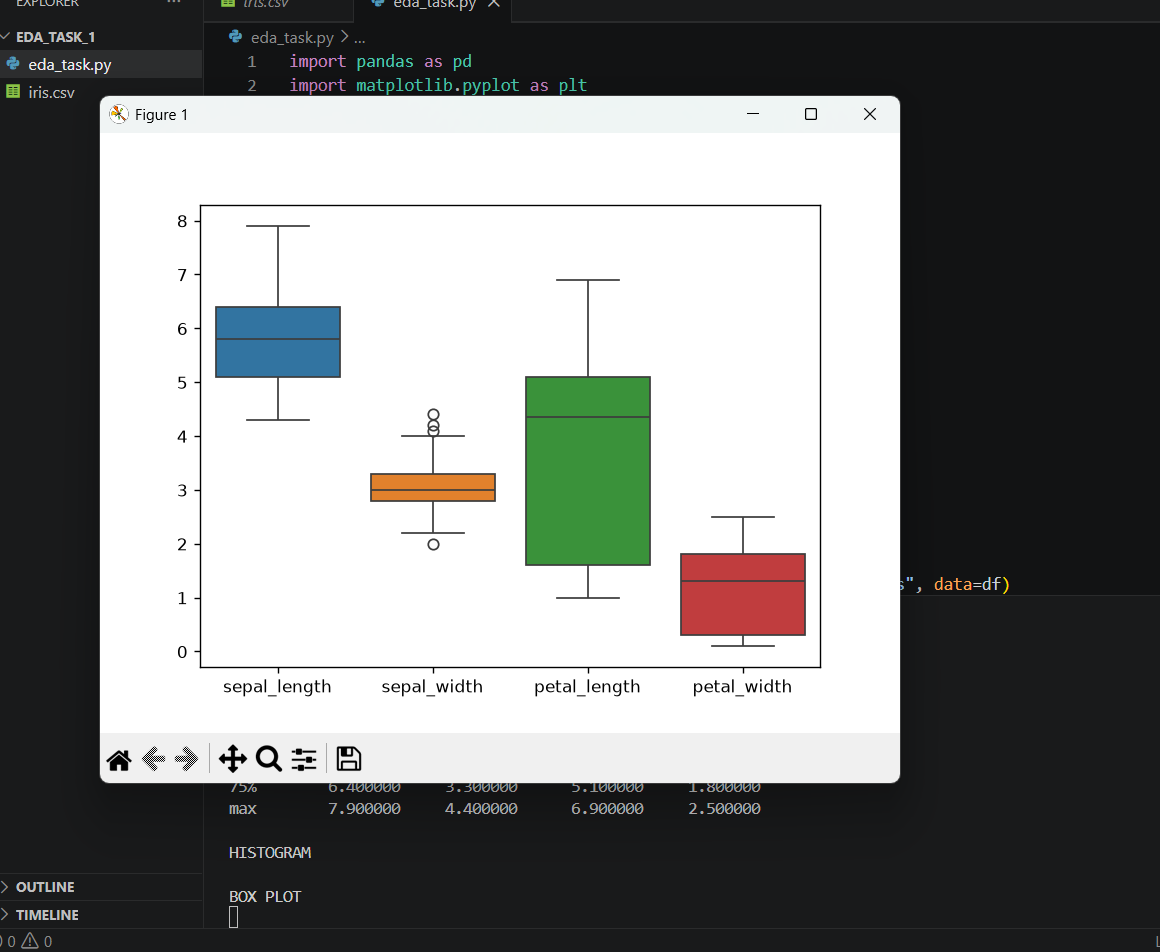 EXPLORER
EDA_TASK_1
eda_task.py
iris.csv
iris.csv
eda_task.py
eda_task.py > ...
1 import pandas as pd
2 import matplotlib.pyplot as plt
Figure 1
8
7
6
5
4
3
2
1
0
sepal_length sepal_width petal_length petal_width
s", data=df)
75% 6.400000 3.300000 5.100000 1.800000
max 7.900000 4.400000 6.900000 2.500000
HISTOGRAM
BOX PLOT
OUTLINE
TIMELINE
0 0